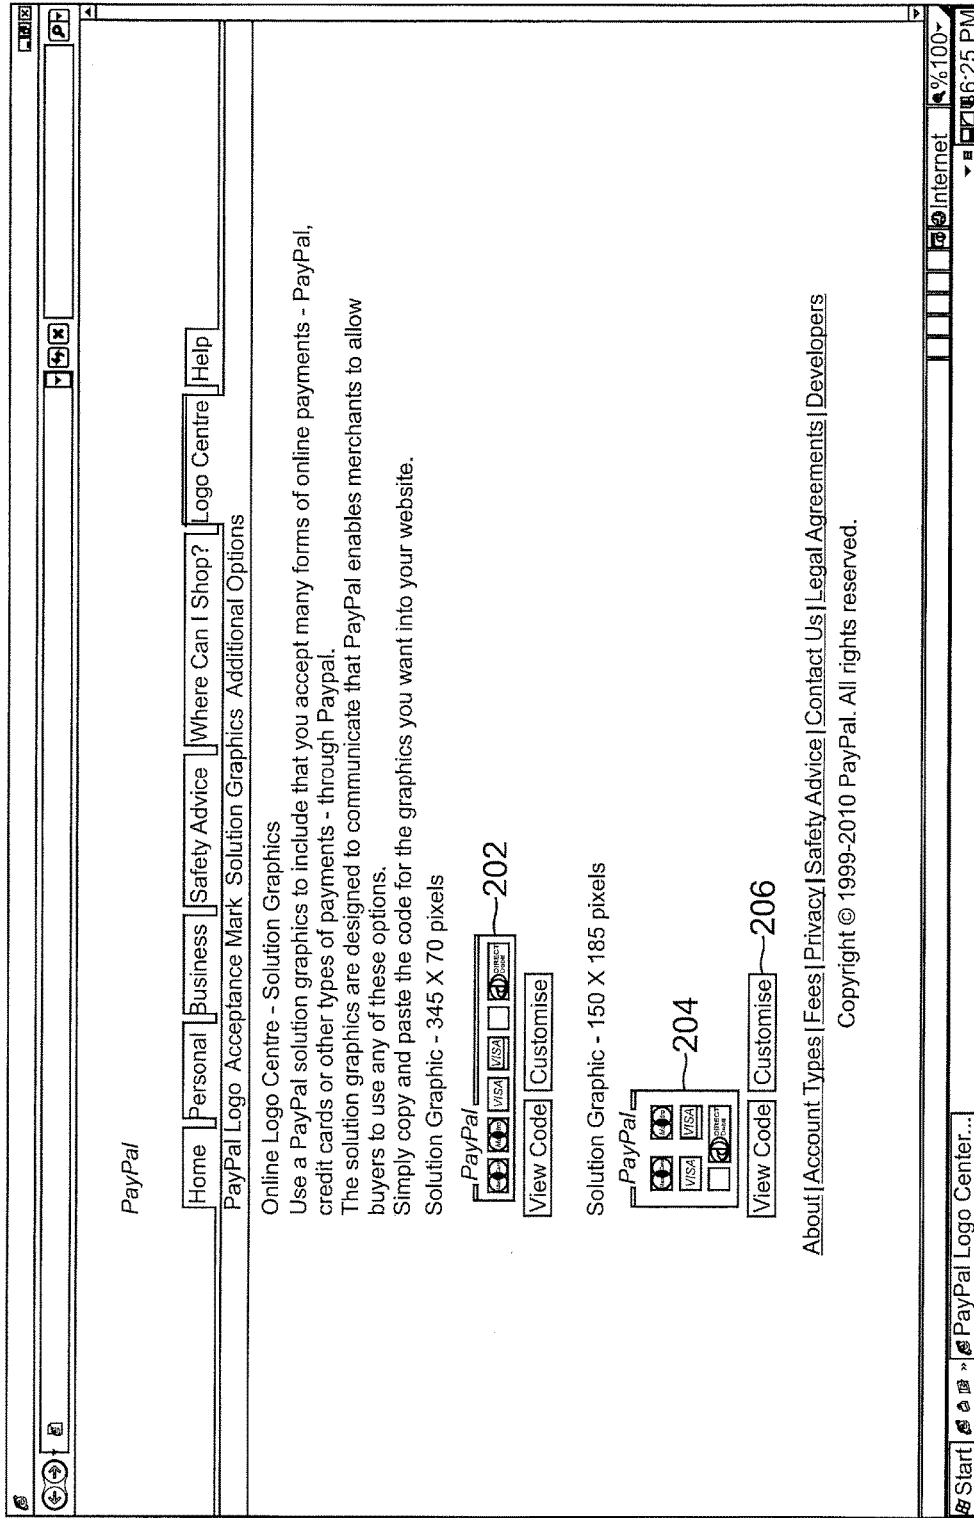 PayPal
Home Personal Business Safety Advice Where Can I Shop? Logo Centre Help
PayPal Logo Acceptance Mark Solution Graphics Additional Options
Online Logo Centre - Solution Graphics
Use a PayPal solution graphics to include that you accept many forms of online payments - PayPal,
credit cards or other types of payments - through Paypal.
The solution graphics are designed to communicate that PayPal enables merchants to allow
buyers to use any of these options.
Simply copy and paste the code for the graphics you want into your website.
Solution Graphic - 345 X 70 pixels
PayPal
VISA VISA DIRECT Debit
202
View Code Customise
Solution Graphic - 150 X 185 pixels
PayPal
204
VISA VISA
DIRECT Debit
View Code Customise
206
About | Account Types | Fees | Privacy | Safety Advice | Contact Us | Legal Agreements | Developers
Copyright © 1999-2010 PayPal. All rights reserved.
Internet %100
Start » PayPal Logo Center... 6:25 PM